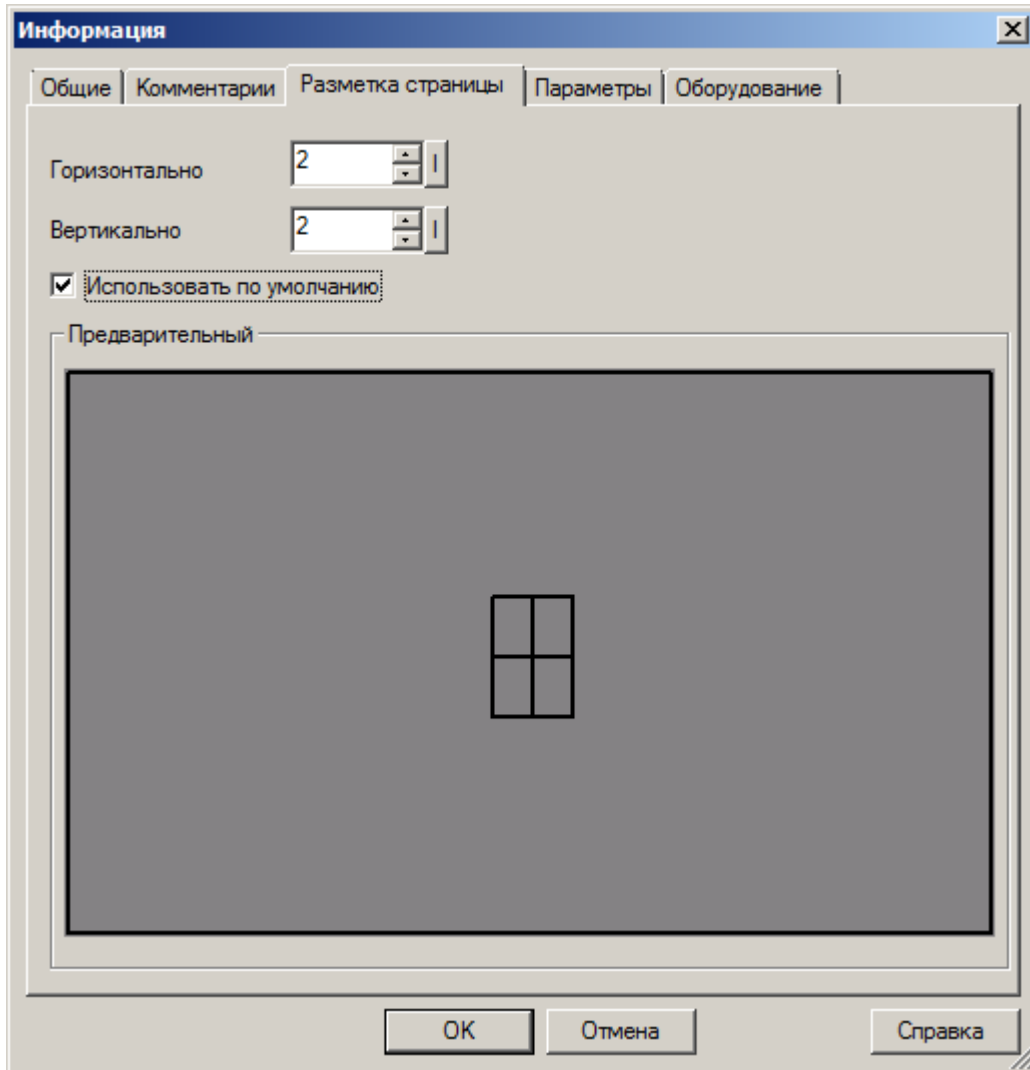 Информация
Общие Комментарии Разметка страницы Параметры Оборудование
Горизонтально 2 I
Вертикально 2 I
Использовать по умолчанию
Предварительный
OK Отмена Справка